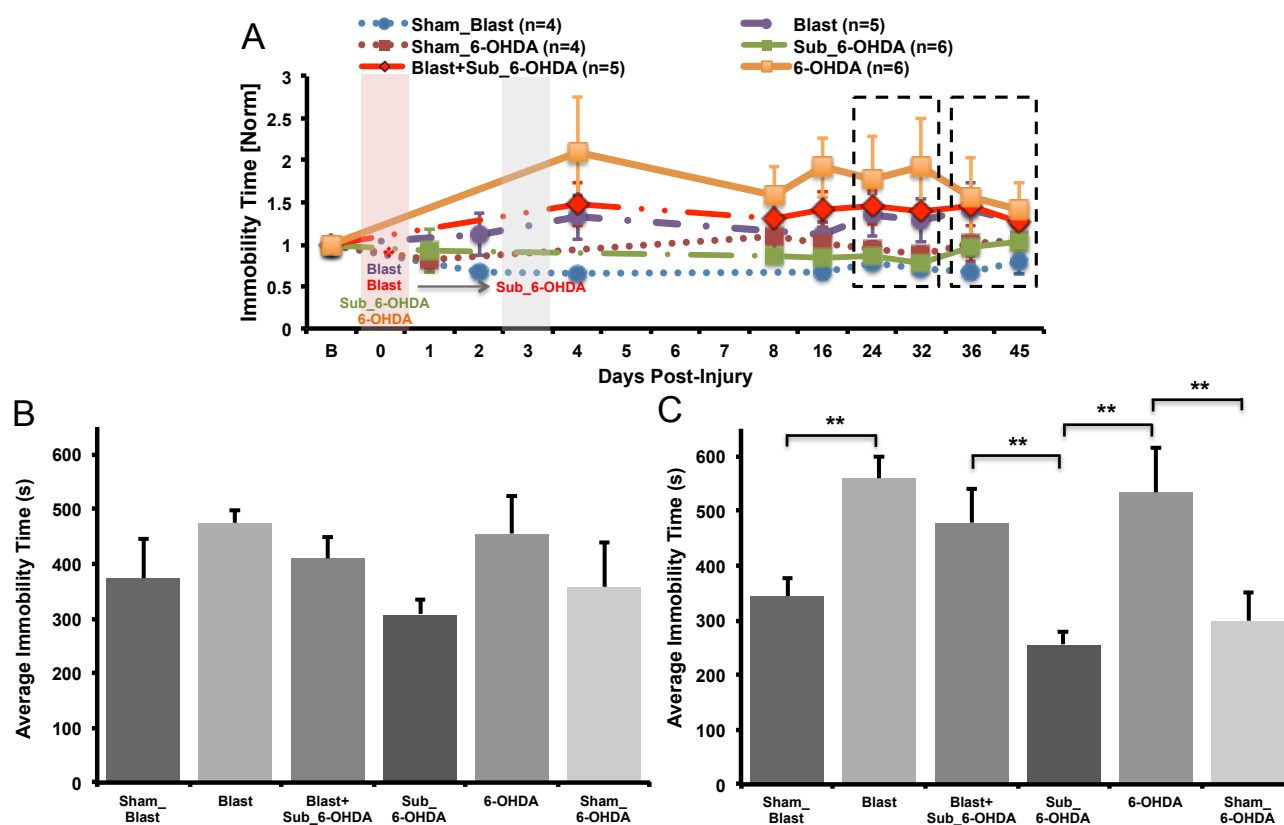 A
Sham_Blast (n=4)
Blast (n=5)
Sham_6-OHDA (n=4)
Sub_6-OHDA (n=6)
Blast+Sub_6-OHDA (n=5)
6-OHDA (n=6)
Immobility Time [Norm]
3
2.5
2
1.5
1
0.5
0
Blast
Blast
Sub_6-OHDA
Sub_6-OHDA
6-OHDA
B 0 1 2 3 4 5 6 7 8 16 24 32 36 45
Days Post-Injury
B
Average Immobility Time (s)
600
500
400
300
200
100
0
Sham_ Blast Blast+ Sub_ 6-OHDA Sham_
Blast Sub_6-OHDA 6-OHDA 6-OHDA
C
Average Immobility Time (s)
600
500
400
300
200
100
0
** ** ** **
Sham_ Blast Blast+ Sub_ 6-OHDA Sham_
Blast Sub_6-OHDA 6-OHDA 6-OHDA